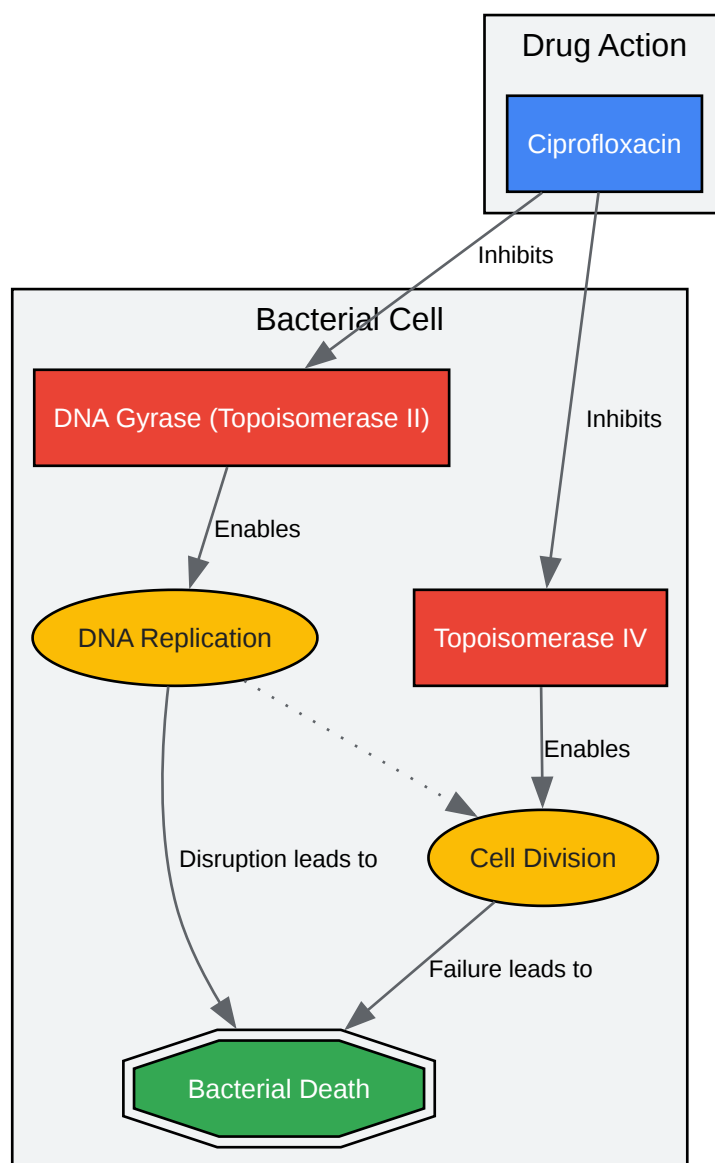 Drug Action
Ciprofloxacin
Inhibits
Bacterial Cell
DNA Gyrase (Topoisomerase II)
Inhibits
Enables
DNA Replication
Topoisomerase IV
Enables
Disruption leads to
Cell Division
Failure leads to
Bacterial Death